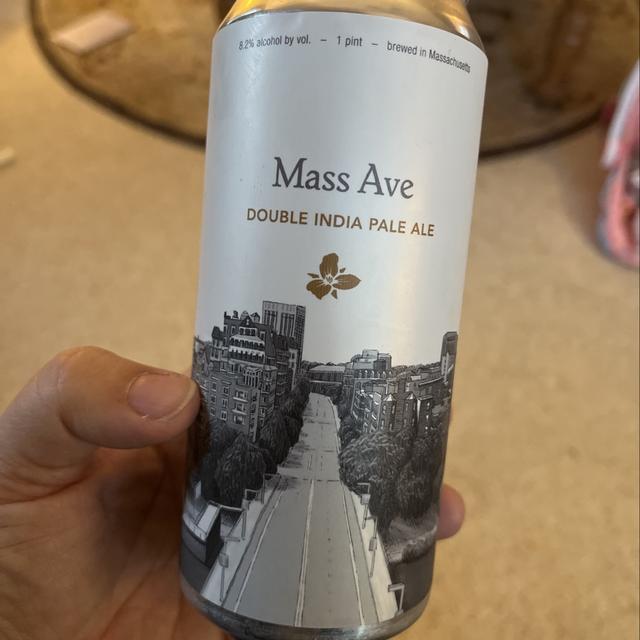 8.2% alcohol by vol. – 1 pint – brewed in Massachusetts
Mass Ave
DOUBLE INDIA PALE ALE